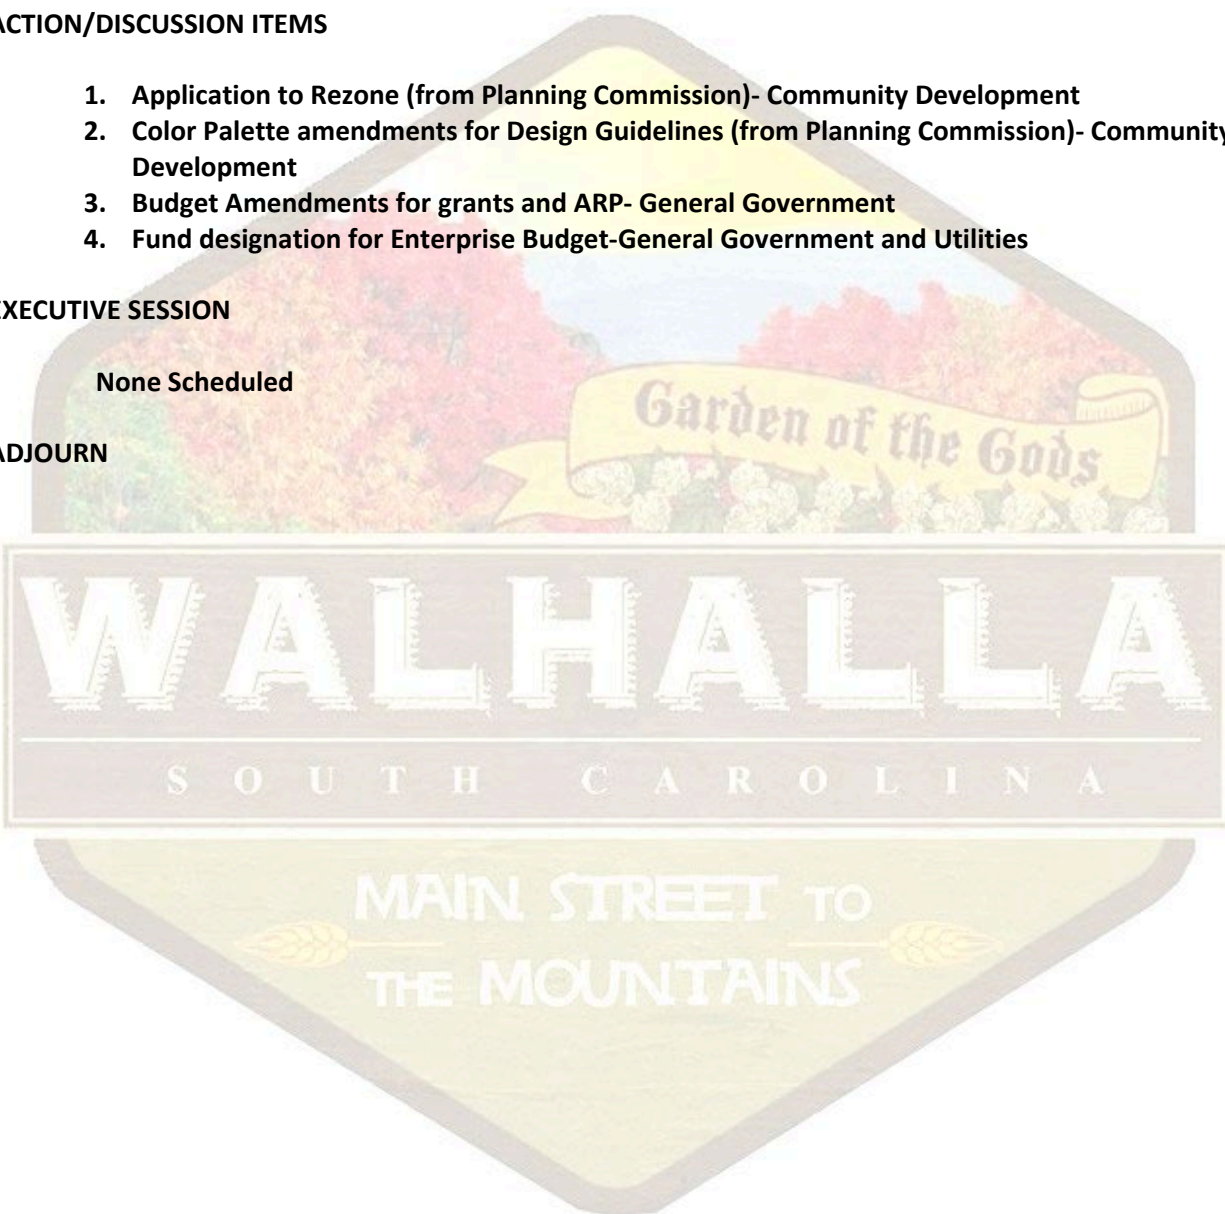 ACTION/DISCUSSION ITEMS
1. Application to Rezone (from Planning Commission)- Community Development
2. Color Palette amendments for Design Guidelines (from Planning Commission)- Community
Development
3. Budget Amendments for grants and ARP- General Government
4. Fund designation for Enterprise Budget-General Government and Utilities
EXECUTIVE SESSION
None Scheduled
ADJOURN
Garden of the Gods
WALHALLA
SOUTH CAROLINA
MAIN STREET TO
THE MOUNTAINS